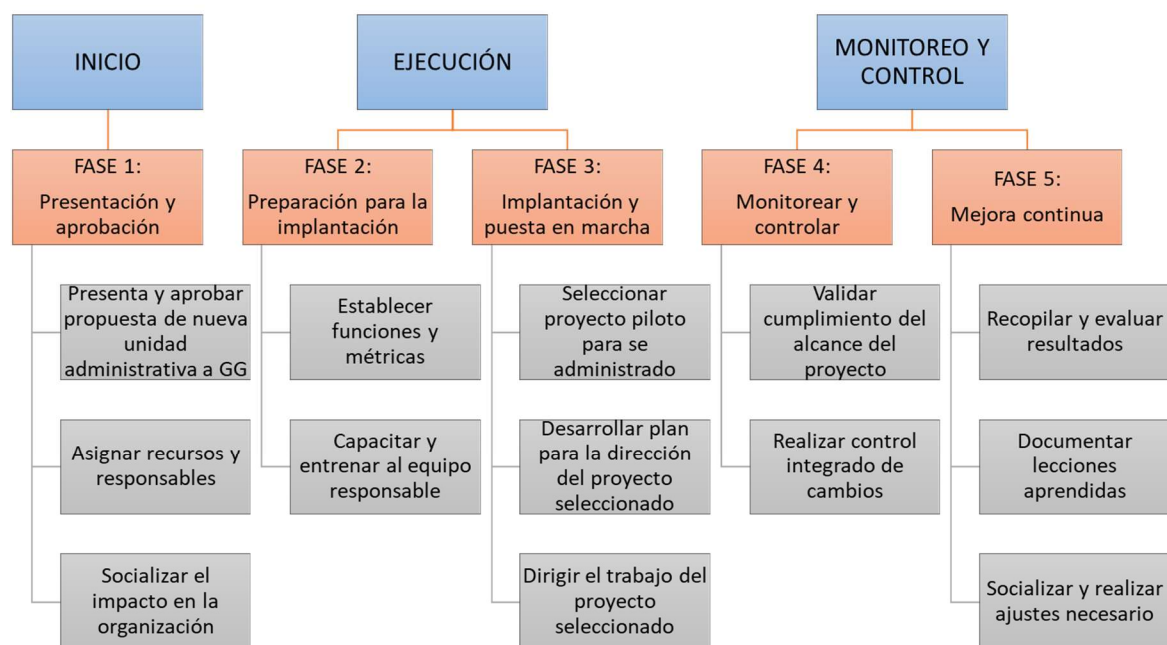 INICIO
EJECUCIÓN
MONITOREO Y
CONTROL
FASE 1:
Presentación y
aprobación
FASE 2:
Preparación para la
implantación
FASE 3:
Implantación y
puesta en marcha
FASE 4:
Monitorear y
controlar
FASE 5:
Mejora continua
Presenta y aprobar
propuesta de nueva
unidad
administrativa a GG
Asignar recursos y
responsables
Socializar el
impacto en la
organización
Establecer
funciones y
métricas
Capacitar y
entrenar al equipo
responsable
Seleccionar
proyecto piloto
para se
administrado
Desarrollar plan
para la dirección
del proyecto
seleccionado
Dirigir el trabajo del
proyecto
seleccionado
Validar
cumplimiento del
alcance del
proyecto
Realizar control
integrado de
cambios
Recopilar y evaluar
resultados
Documentar
lecciones
aprendidas
Socializar y realizar
ajustes necesario